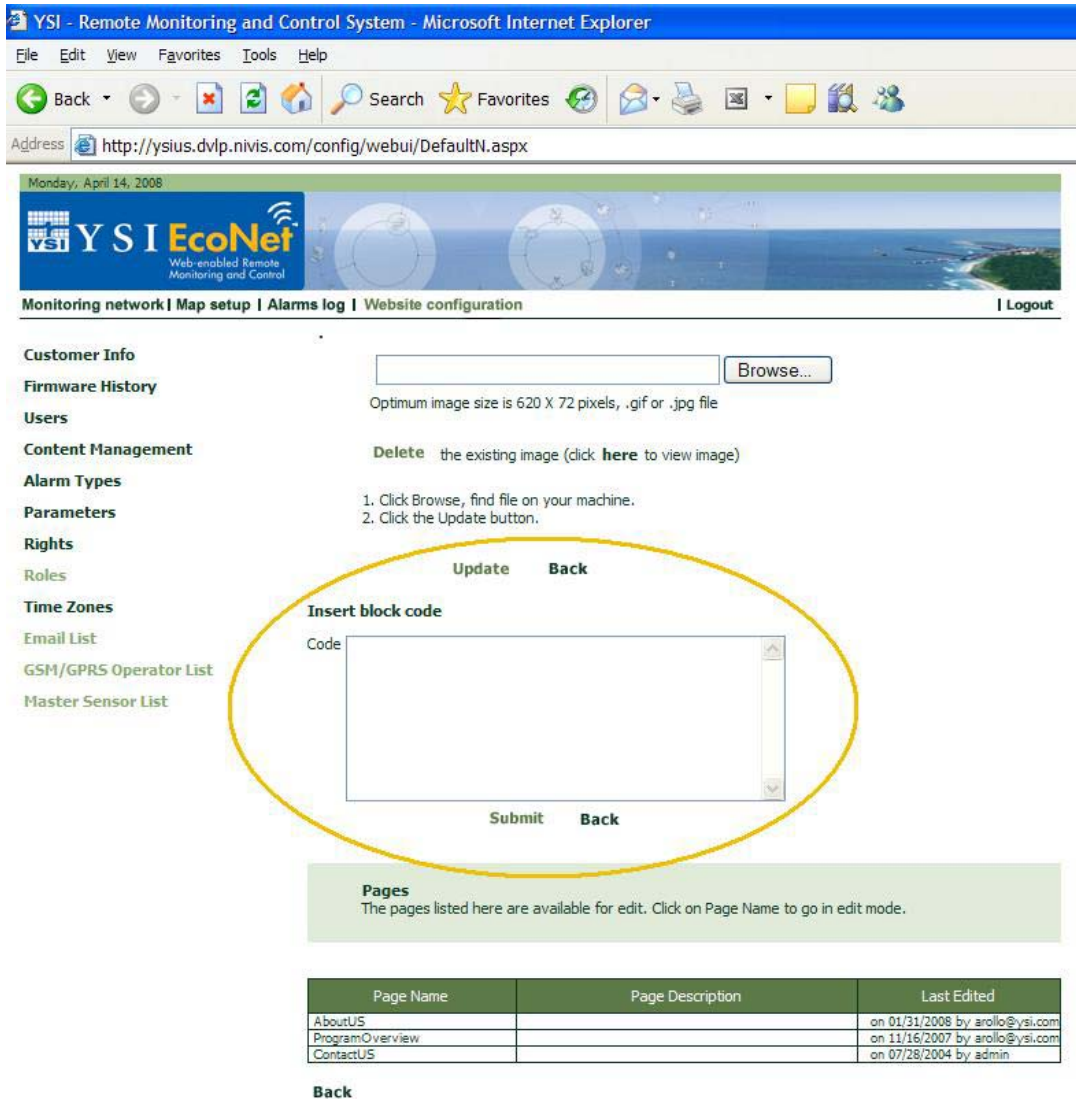 YSI - Remote Monitoring and Control System - Microsoft Internet Explorer
File Edit View Favorites Tools Help
Back Search Favorites
Address http://ysius.dvlp.nivis.com/config/webui/DefaultN.aspx
Monday, April 14, 2008
YSI YSI EcoNet
Web-enabled Remote
Monitoring and Control
Monitoring network | Map setup | Alarms log | Website configuration | Logout
Customer Info
Firmware History
Users
Content Management
Alarm Types
Parameters
Rights
Roles
Time Zones
Email List
GSM/GPRS Operator List
Master Sensor List
Browse...
Optimum image size is 620 X 72 pixels, .gif or .jpg file
Delete the existing image (click here to view image)
1. Click Browse, find file on your machine.
2. Click the Update button.
Update Back
Insert block code
Code
Submit Back
Pages
The pages listed here are available for edit. Click on Page Name to go in edit mode.
Page Name Page Description Last Edited
AboutUS on 01/31/2008 by arollo@ysi.com
ProgramOverview on 11/16/2007 by arollo@ysi.com
ContactUS on 07/28/2004 by admin
Back